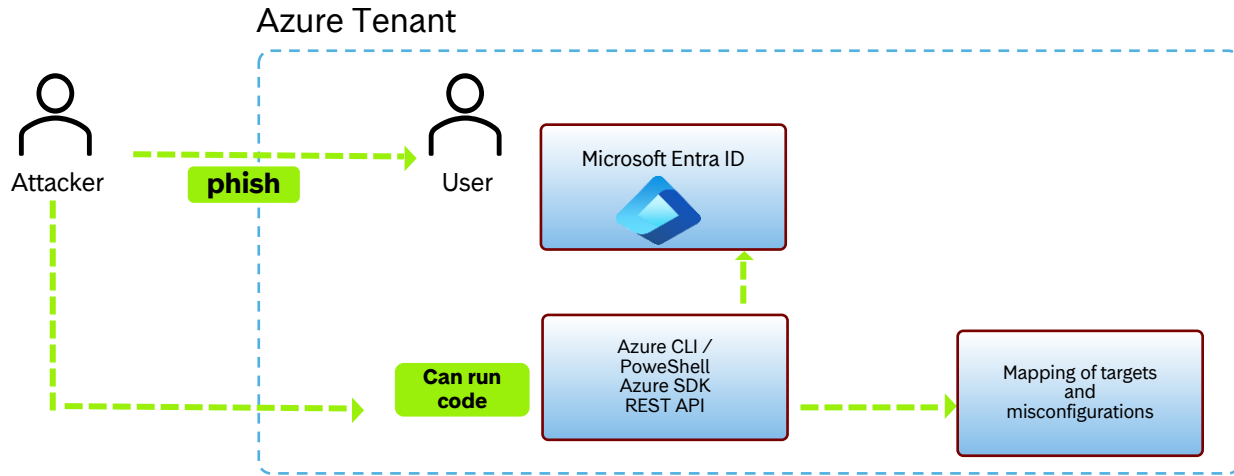 Azure Tenant
Attacker
phish
User
Microsoft Entra ID
Can run
code
Azure CLI /
PoweShell
Azure SDK
REST API
Mapping of targets
and
misconfigurations